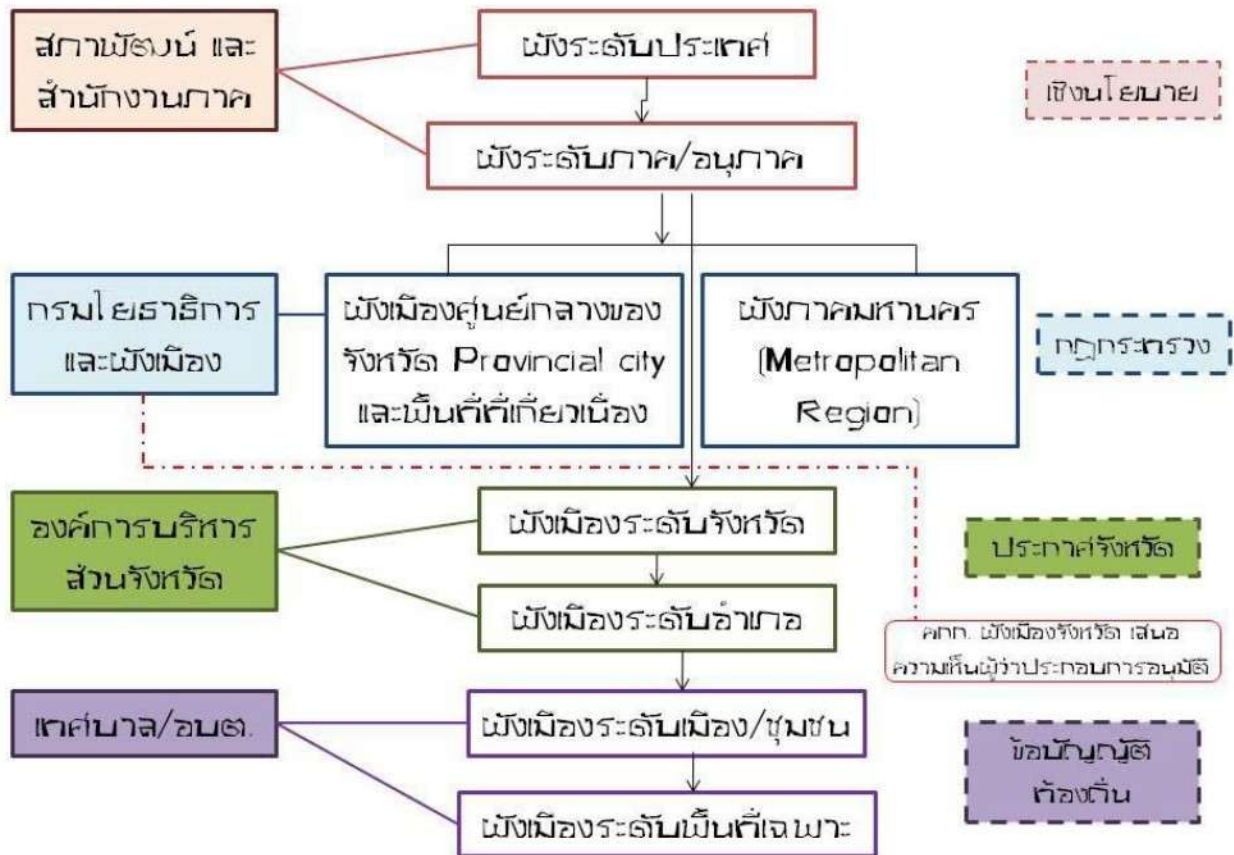 สภาพัฒน์ และ
สำนักงานภาค
ผังระดับประเทศ
เชิงนโยบาย
ผังระดับภาค/อนุภาค
กรมโยธาธิการ
และผังเมือง
ผังเมืองศูนย์กลางของ
จังหวัด Provincial city
และพื้นที่ที่เกี่ยวเนื่อง
ผังภาคมหานคร
(Metropolitan
Region)
กฎกระทรวง
องค์การบริหาร
ส่วนจังหวัด
ผังเมืองระดับจังหวัด
ประกาศจังหวัด
ผังเมืองระดับอำเภอ
คกก. ผังเมืองจังหวัด เสนอ
ความเห็นผู้ว่าประกอบการอนุมัติ
เทศบาล/อบต.
ผังเมืองระดับเมือง/ชุมชน
ข้อบัญญัติ
ท้องถิ่น
ผังเมืองระดับพื้นที่เฉพาะ